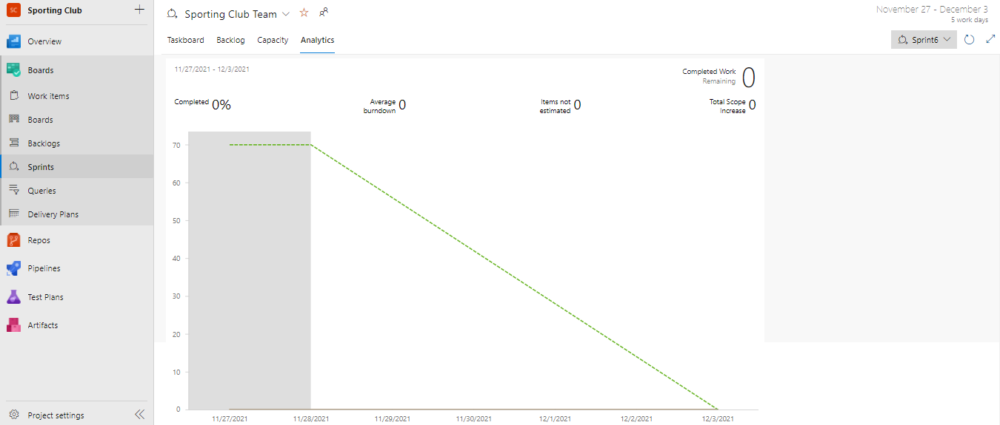 SC Sporting Club
Overview
Boards
Work items
Boards
Backlogs
Sprints
Queries
Delivery Plans
Repos
Pipelines
Test Plans
Artifacts
Project settings
Sporting Club Team
November 27 - December 3
5 work days
Taskboard Backlog Capacity Analytics
Sprint6
11/27/2021 - 12/3/2021
Completed Work
Remaining 0
Completed 0%
Average
burndown 0
Items not
estimated 0
Total Scope
Increase 0
70
60
50
40
30
20
10
0
11/27/2021 11/28/2021 11/29/2021 11/30/2021 12/1/2021 12/2/2021 12/3/2021